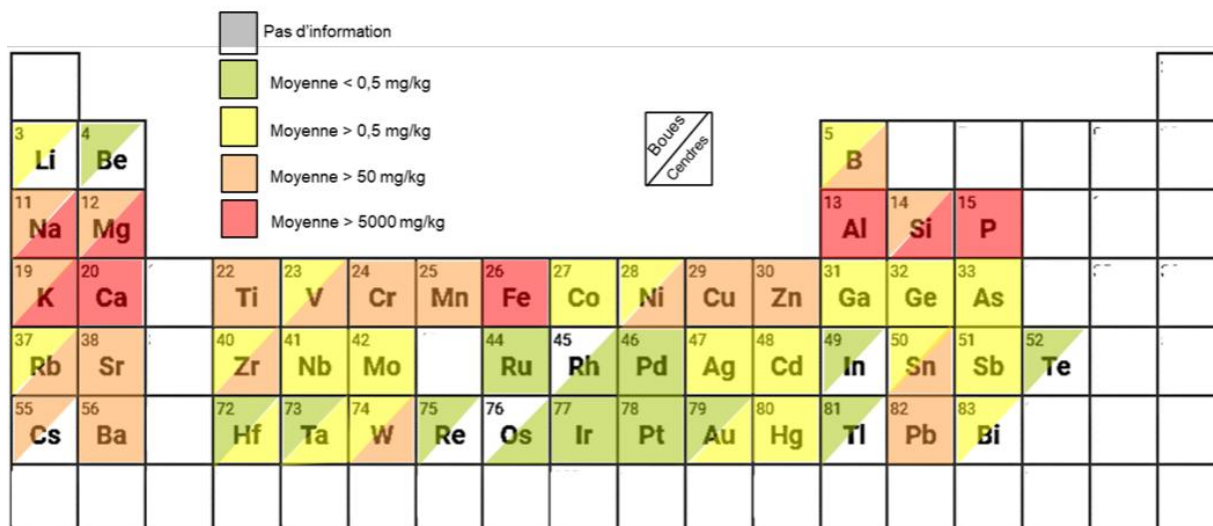 Pas d'information
Moyenne < 0,5 mg/kg
Moyenne > 0,5 mg/kg
Moyenne > 50 mg/kg
Moyenne > 5000 mg/kg
Boues
Cendres
3 4 5
Li Be B
11 12 13 14 15
Na Mg Al Si P
19 20 22 23 24 25 26 27 28 29 30 31 32 33
K Ca Ti V Cr Mn Fe Co Ni Cu Zn Ga Ge As
37 38 40 41 42 44 45 46 47 48 49 50 51 52
Rb Sr Zr Nb Mo Ru Rh Pd Ag Cd In Sn Sb Te
55 56 72 73 74 75 76 77 78 79 80 81 82 83
Cs Ba Hf Ta W Re Os Ir Pt Au Hg Tl Pb Bi